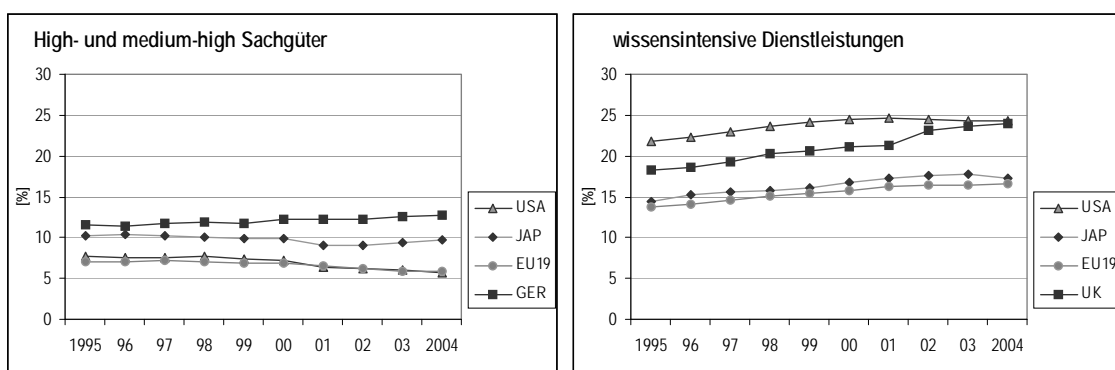 High- und medium-high Sachgüter
30
25
20
15
10
5
0
[%]
1995 96 97 98 99 00 01 02 03 2004
USA
JAP
EU19
GER
wissensintensive Dienstleistungen
30
25
20
15
10
5
0
[%]
1995 96 97 98 99 00 01 02 03 2004
USA
JAP
EU19
UK